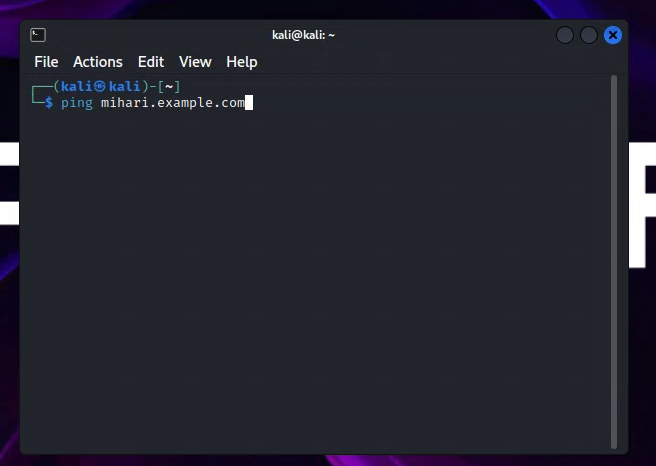 kali@kali: ~
File Actions Edit View Help
┌──(kali㉿kali)-[~]
└─$ ping mihari.example.com